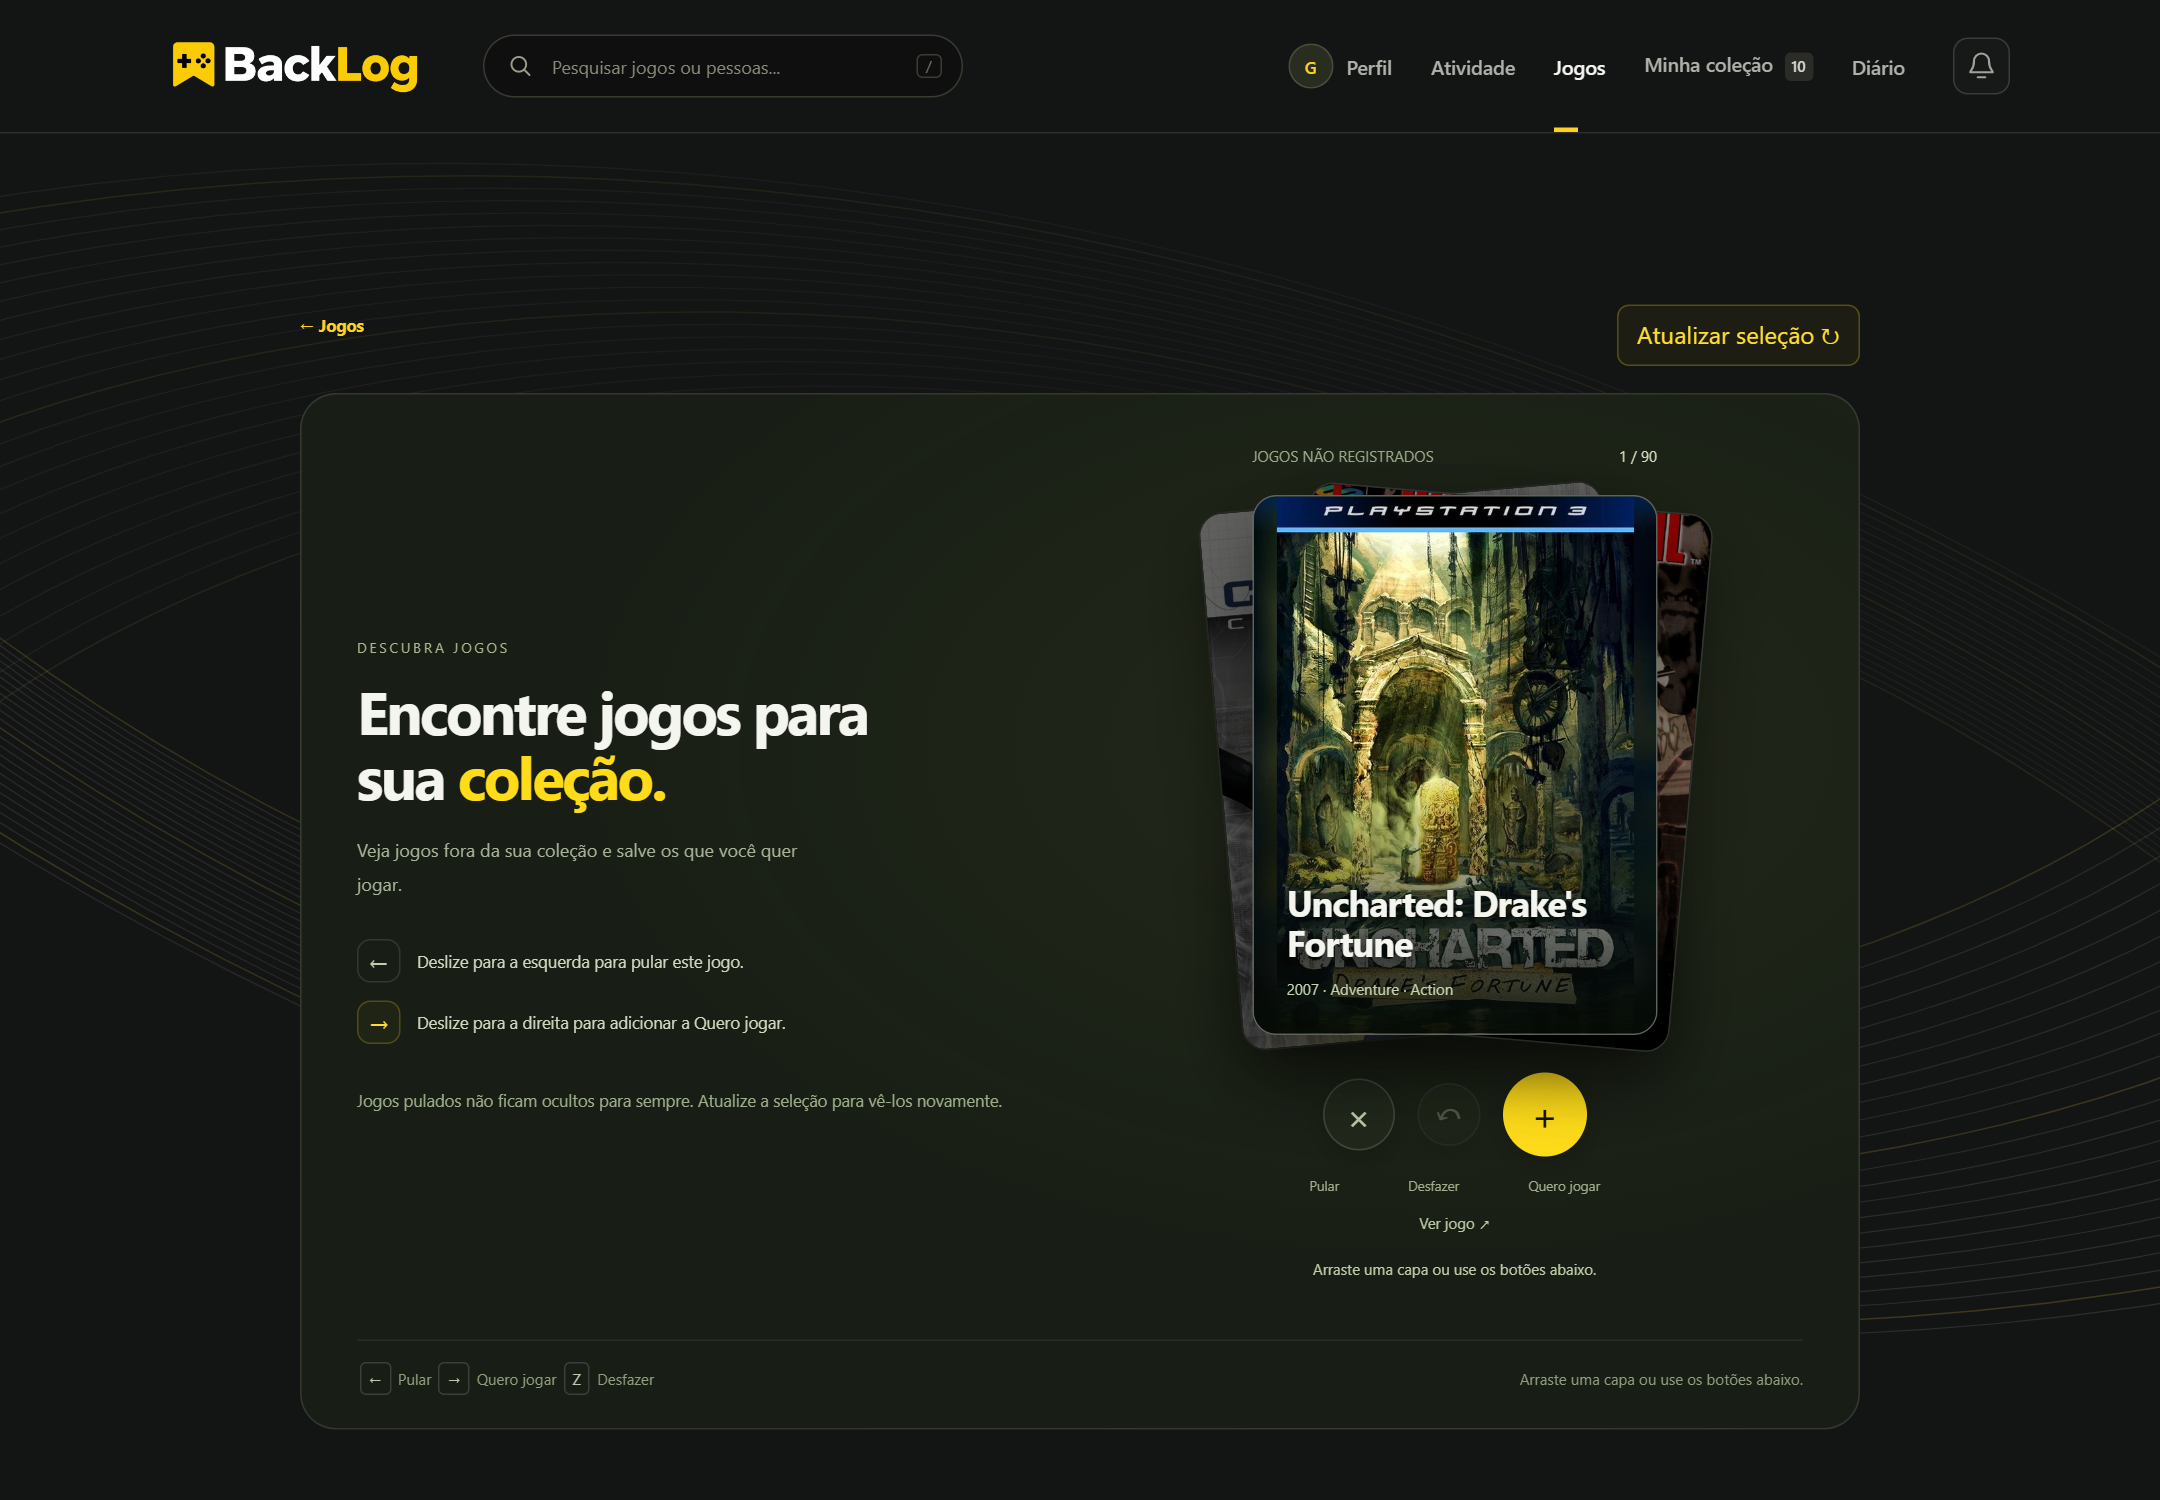 BackLog
Pesquisar jogos ou pessoas...
/
G
Perfil
Atividade
Jogos
Minha coleção 10
Diário
← Jogos
Atualizar seleção ↻
DESCUBRA JOGOS
Encontre jogos para
sua coleção.
Veja jogos fora da sua coleção e salve os que você quer
jogar.
← Deslize para a esquerda para pular este jogo.
→ Deslize para a direita para adicionar a Quero jogar.
Jogos pulados não ficam ocultos para sempre. Atualize a seleção para vê-los novamente.
JOGOS NÃO REGISTRADOS
1 / 90
PLAYSTATION 3
TM
Uncharted: Drake's
Fortune
UNCHARTED
DRAKE'S FORTUNE
2007 · Adventure · Action
×
+
Pular
Desfazer
Quero jogar
Ver jogo ↗
Arraste uma capa ou use os botões abaixo.
← Pular → Quero jogar Z Desfazer
Arraste uma capa ou use os botões abaixo.